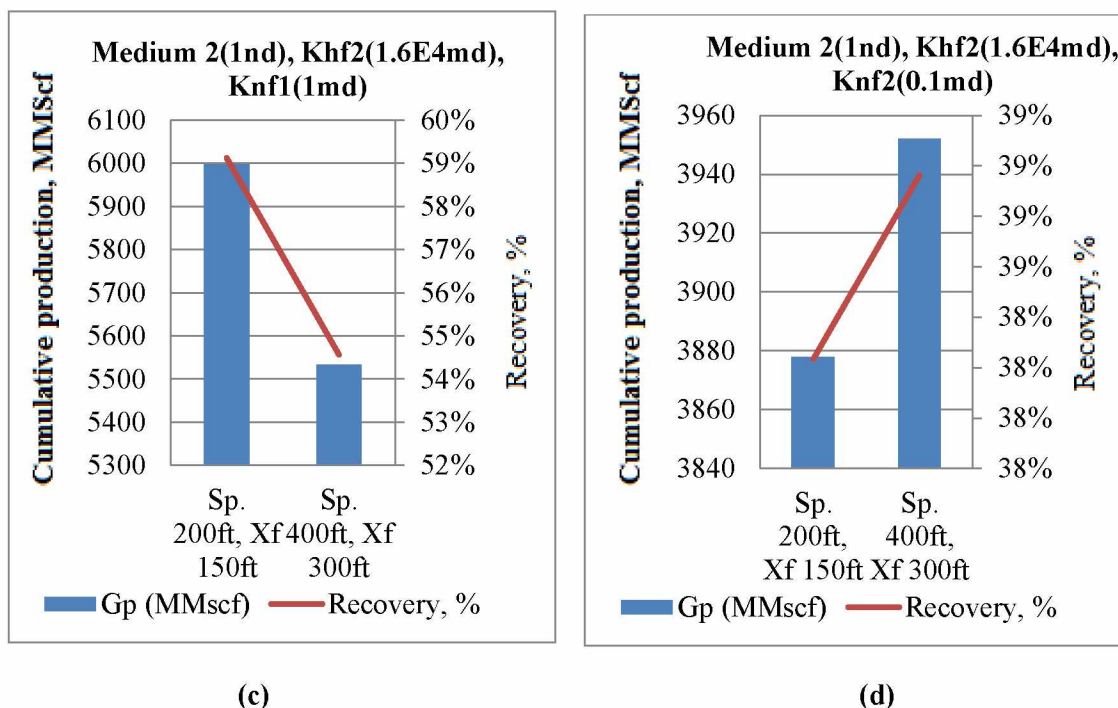 Medium 2(1nd), Khf2(1.6E4md),
Knf1(1md)
Cumulative production, MMScf
6100
6000
5900
5800
5700
5600
5500
5400
5300
60%
59%
58%
57%
56%
55%
54%
53%
52%
Recovery, %
Sp. Sp.
200ft, Xf 400ft, Xf
150ft 300ft
Gp (MMscf) Recovery, %
(c)
Medium 2(1nd), Khf2(1.6E4md),
Knf2(0.1md)
Cumulative production, MMScf
3960
3940
3920
3900
3880
3860
3840
39%
39%
39%
39%
38%
38%
38%
38%
Recovery, %
Sp. Sp.
200ft, 400ft,
Xf 150ft Xf 300ft
Gp (MMscf) Recovery, %
(d)